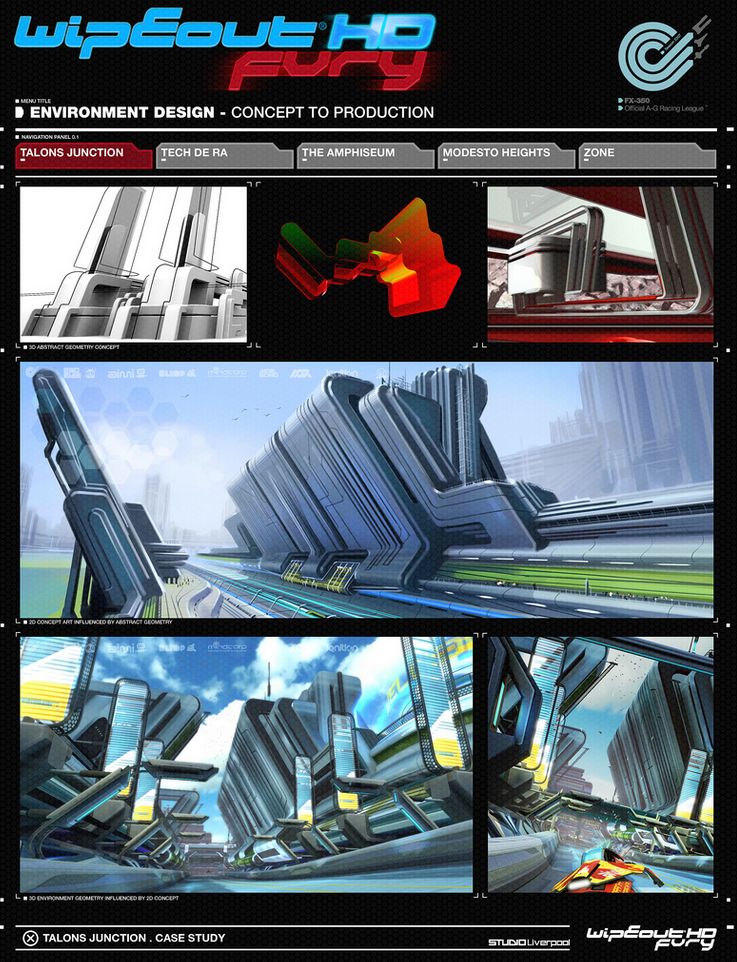 wipEout® HD
fury
MENU TITLE
ENVIRONMENT DESIGN - CONCEPT TO PRODUCTION
FX-350
Official A-G Racing League™
NAVIGATION PANEL 0.1
TALONS JUNCTION
TECH DE RA
THE AMPHISEUM
MODESTO HEIGHTS
ZONE
3D ABSTRACT GEOMETRY CONCEPT
2D CONCEPT ART INFLUENCED BY ABSTRACT GEOMETRY
3D ENVIRONMENT GEOMETRY INFLUENCED BY 2D CONCEPT
TALONS JUNCTION . CASE STUDY
STUDIO Liverpool
wipEout® HD
fury